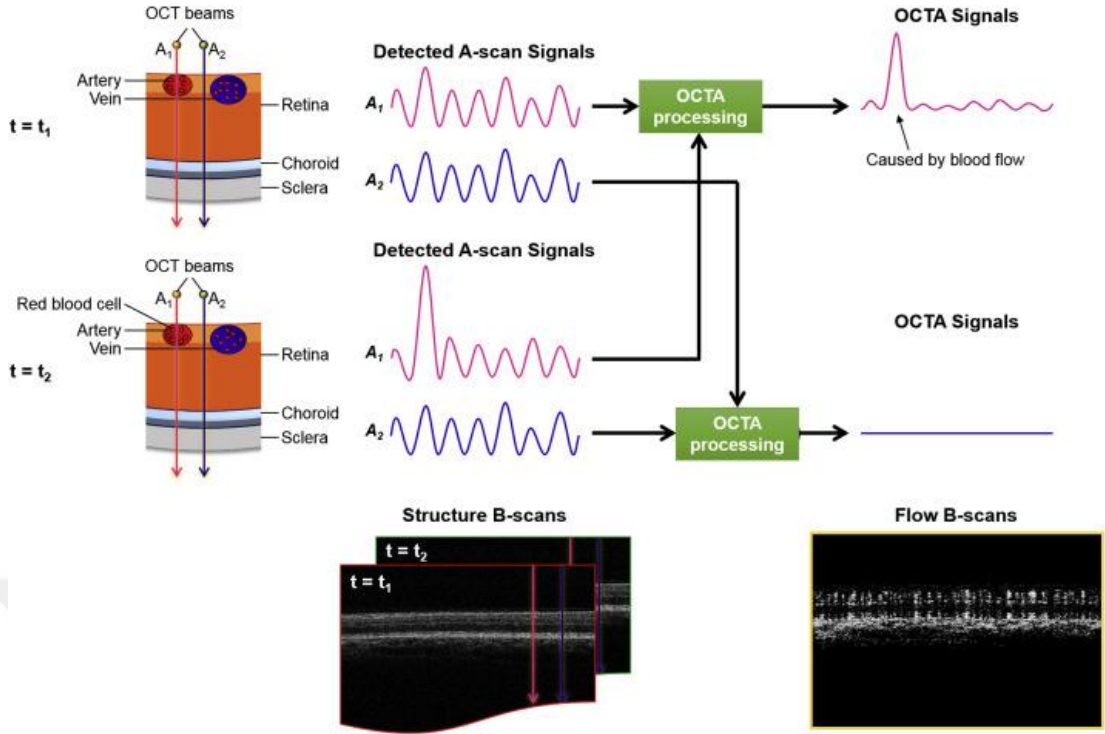 OCT beams
A1 A2
Artery
Vein
Retina
t = t1
Choroid
Sclera
Detected A-scan Signals
A1
A2
OCTA
processing
OCTA Signals
Caused by blood flow
OCT beams
A1 A2
Red blood cell
Artery
Vein
Retina
t = t2
Choroid
Sclera
Detected A-scan Signals
A1
A2
OCTA
processing
OCTA Signals
Structure B-scans
t = t2
t = t1
Flow B-scans